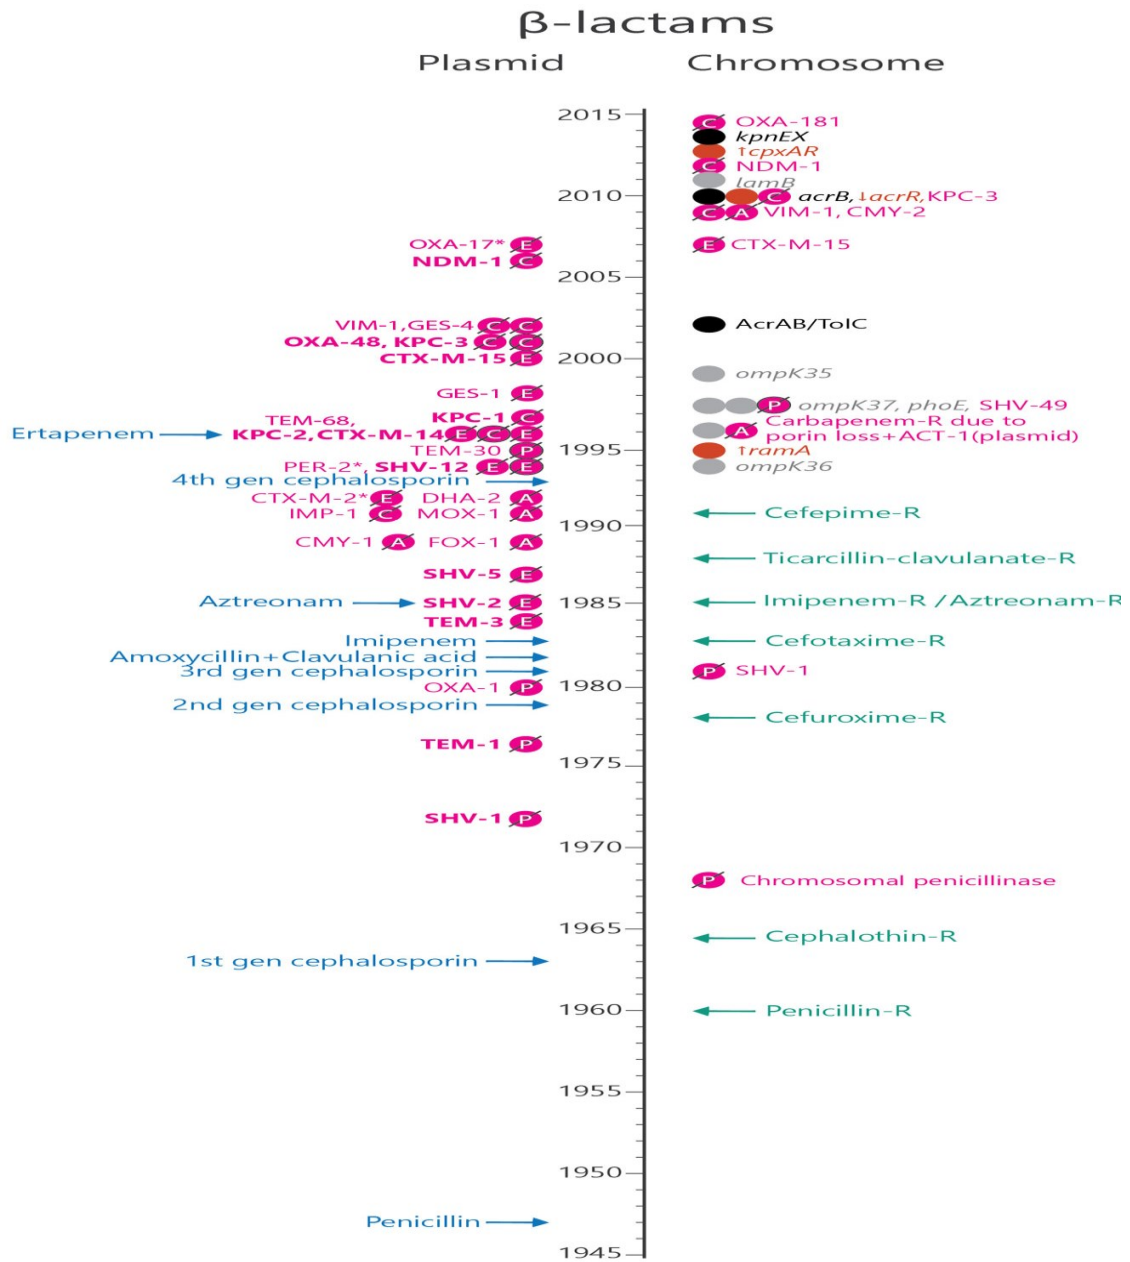 β-lactams
Plasmid Chromosome
2015
C OXA-181
kpnEX
↑cpxAR
C NDM-1
lamB
2010 C acrB,↓acrR,KPC-3
C A VIM-1, CMY-2
OXA-17* E E CTX-M-15
NDM-1 C
2005
VIM-1,GES-4 C C AcrAB/TolC
OXA-48, KPC-3 C C
CTX-M-15 E 2000
ompK35
GES-1 E
P ompK37, phoE, SHV-49
TEM-68, KPC-1 C
A Carbapenem-R due to
Ertapenem KPC-2,CTX-M-14 E C E porin loss+ACT-1(plasmid)
TEM-30 P 1995 ↑ramA
PER-2*, SHV-12 E E ompK36
4th gen cephalosporin
CTX-M-2* E DHA-2 A
IMP-1 C MOX-1 A Cefepime-R
1990
CMY-1 A FOX-1 A
Ticarcillin-clavulanate-R
SHV-5 E
Aztreonam SHV-2 E 1985 Imipenem-R /Aztreonam-R
TEM-3 E
Imipenem Cefotaxime-R
Amoxycillin+Clavulanic acid
3rd gen cephalosporin P SHV-1
OXA-1 P 1980
2nd gen cephalosporin
Cefuroxime-R
TEM-1 P
1975
SHV-1 P
1970
P Chromosomal penicillinase
1965
Cephalothin-R
1st gen cephalosporin
1960 Penicillin-R
1955
1950
Penicillin
1945